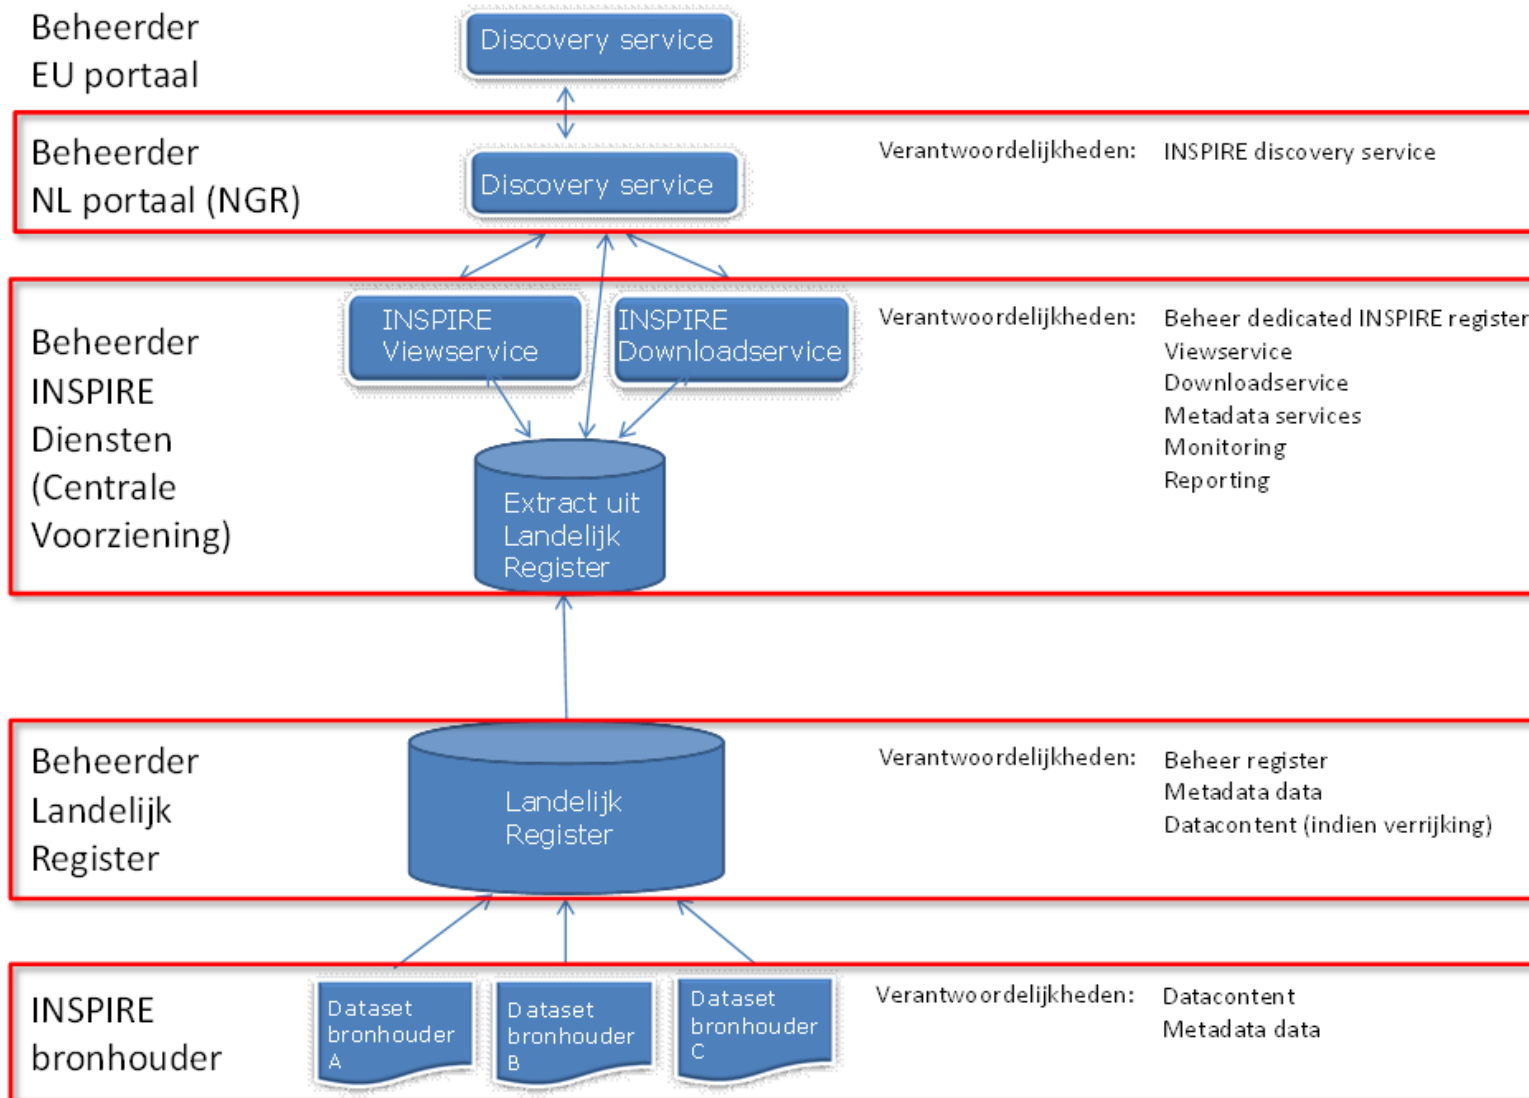 Beheerder
EU portaal
Discovery service
Beheerder
NL portaal (NGR)
Discovery service
Verantwoordelijkheden:
INSPIRE discovery service
Beheerder
INSPIRE
Diensten
(Centrale
Voorziening)
INSPIRE
Viewservice
INSPIRE
Downloadservice
Extract uit
Landelijk
Register
Verantwoordelijkheden:
Beheer dedicated INSPIRE register
Viewservice
Downloadservice
Metadata services
Monitoring
Reporting
Beheerder
Landelijk
Register
Landelijk
Register
Verantwoordelijkheden:
Beheer register
Metadata data
Datacontent (indien verrijking)
INSPIRE
bronhouder
Dataset
bronhouder
A
Dataset
bronhouder
B
Dataset
bronhouder
C
Verantwoordelijkheden:
Datacontent
Metadata data